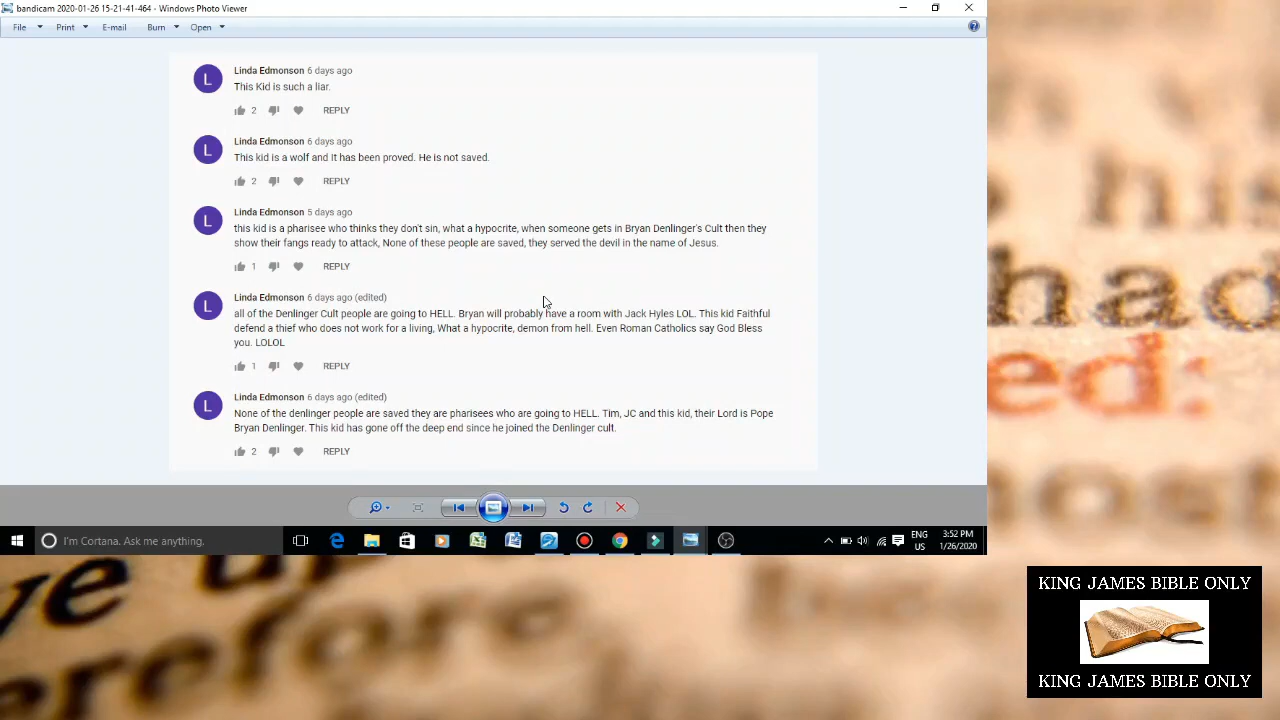 bandicam 2020-01-26 15-21-41-464 - Windows Photo Viewer
File Print E-mail Burn Open
L
Linda Edmonson 6 days ago
This Kid is such a liar.
2 REPLY
L
Linda Edmonson 6 days ago
This kid is a wolf and it has been proved. He is not saved.
2 REPLY
L
Linda Edmonson 5 days ago
this kid is a pharisee who thinks they don't sin, what a hypocrite, when someone gets in Bryan Denlinger's Cult then they
show their fangs ready to attack, None of these people are saved, they served the devil in the name of Jesus.
1 REPLY
L
Linda Edmonson 6 days ago (edited)
all of the Denlinger Cult people are going to HELL. Bryan will probably have a room with Jack Hyles LOL. This kid Faithful
defend a thief who does not work for a living, What a hypocrite, demon from hell. Even Roman Catholics say God Bless
you. LOLOL
1 REPLY
L
Linda Edmonson 6 days ago (edited)
None of the denlinger people are saved they are pharisees who are going to HELL. Tim, JC and this kid, their Lord is Pope
Bryan Denlinger. This kid has gone off the deep end since he joined the Denlinger cult.
2 REPLY
I'm Cortana. Ask me anything.
ENG
US
3:52 PM
1/26/2020
his
had
ed:
KING JAMES BIBLE ONLY
KING JAMES BIBLE ONLY